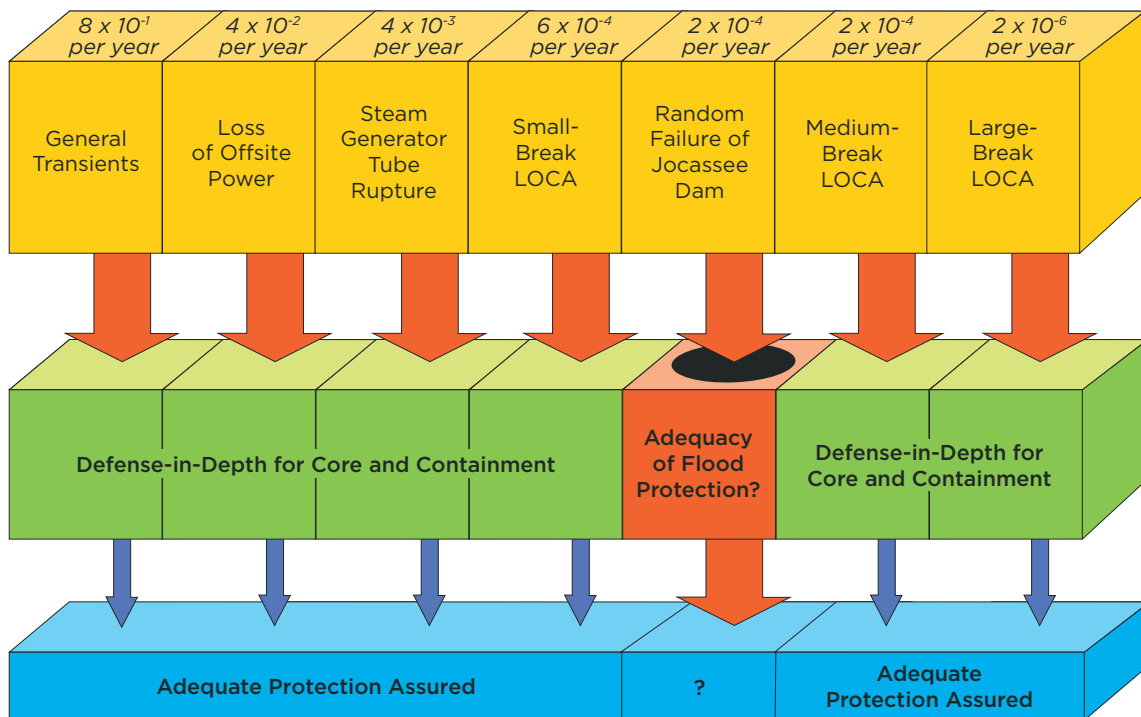 8 x 10⁻¹
per year
4 x 10⁻²
per year
4 x 10⁻³
per year
6 x 10⁻⁴
per year
2 x 10⁻⁴
per year
2 x 10⁻⁴
per year
2 x 10⁻⁶
per year
General
Transients
Loss
of Offsite
Power
Steam
Generator
Tube
Rupture
Small-
Break
LOCA
Random
Failure of
Jocassee
Dam
Medium-
Break
LOCA
Large-
Break
LOCA
Defense-in-Depth for Core and Containment
Adequacy
of Flood
Protection?
Defense-in-Depth for
Core and Containment
Adequate Protection Assured
?
Adequate
Protection Assured